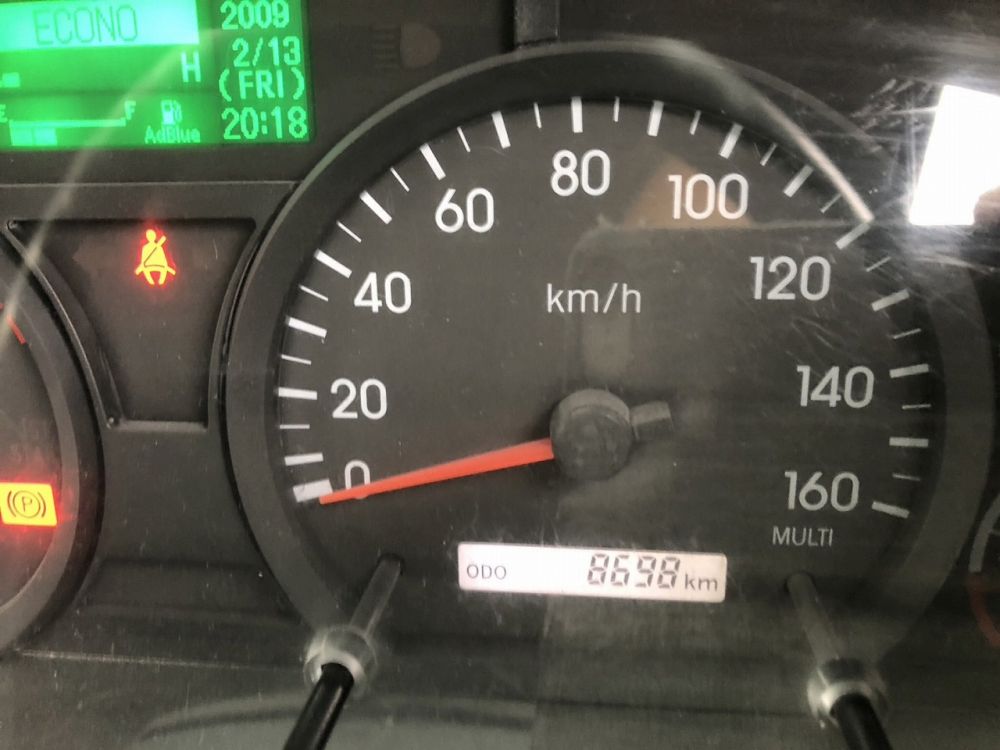 ECONO
2009
2/13
H
(FRI)
E F
AdBlue
20:18
0
20
40
60
80
100
120
140
160
km/h
MULTI
(P)
ODO 8698 km